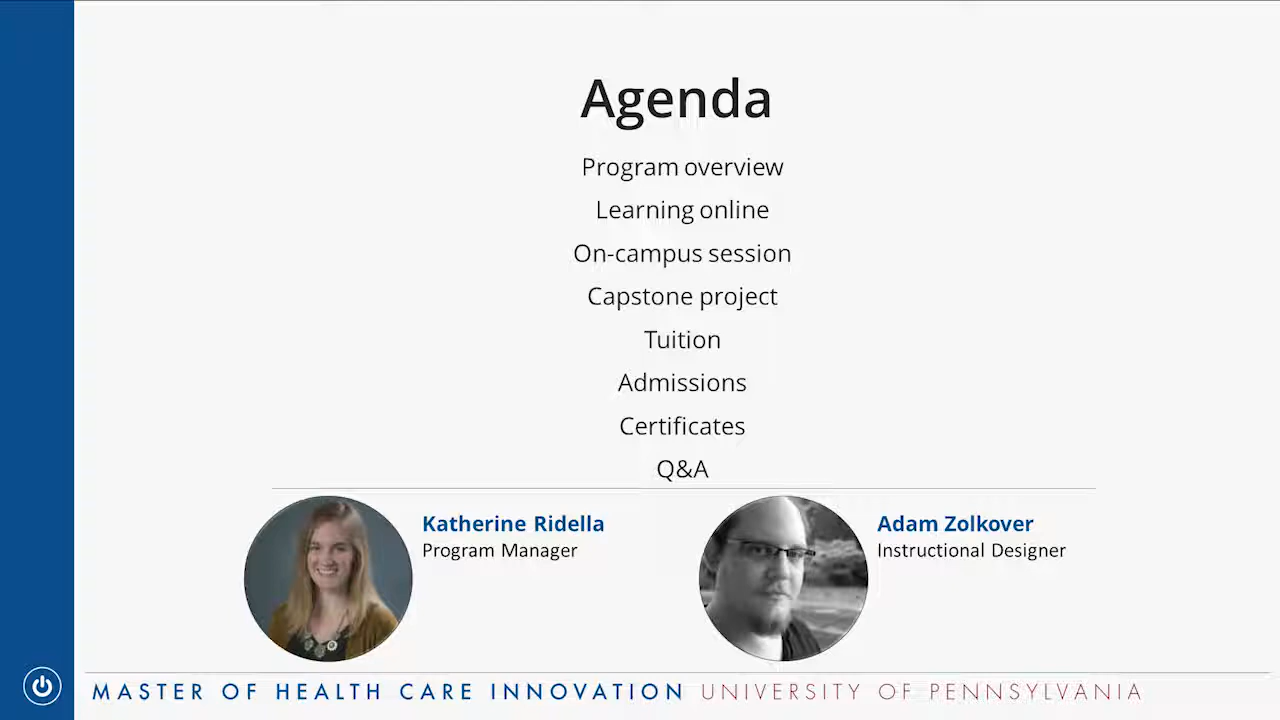 Agenda
Program overview
Learning online
On-campus session
Capstone project
Tuition
Admissions
Certificates
Q&A
Katherine Ridella
Program Manager
Adam Zolkover
Instructional Designer
MASTER OF HEALTH CARE INNOVATION UNIVERSITY OF PENNSYLVANIA